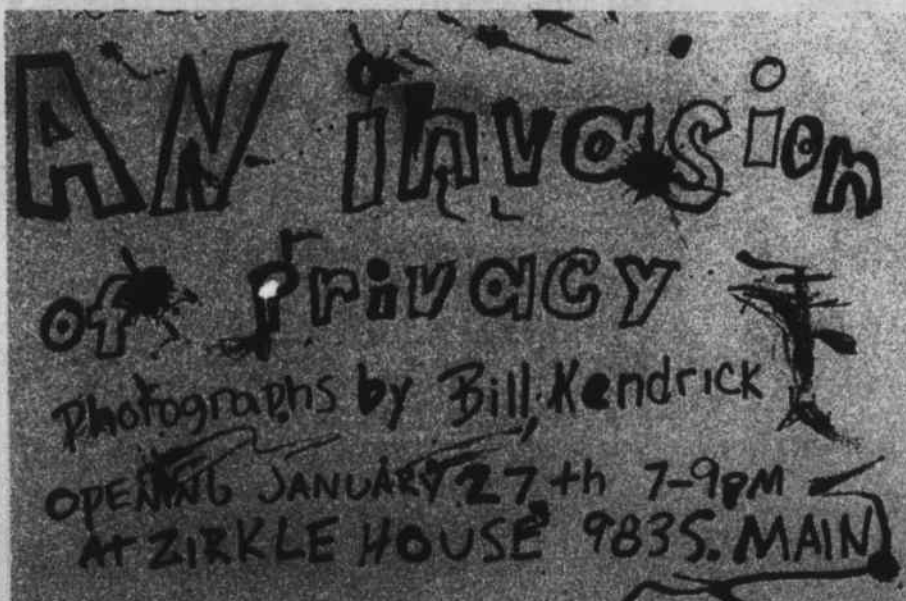 AN invasion
of Privacy
Photographs by Bill Kendrick
OPENING JANUARY 27th 7-9pm
At ZIRKLE HOUSE 983 S. MAIN